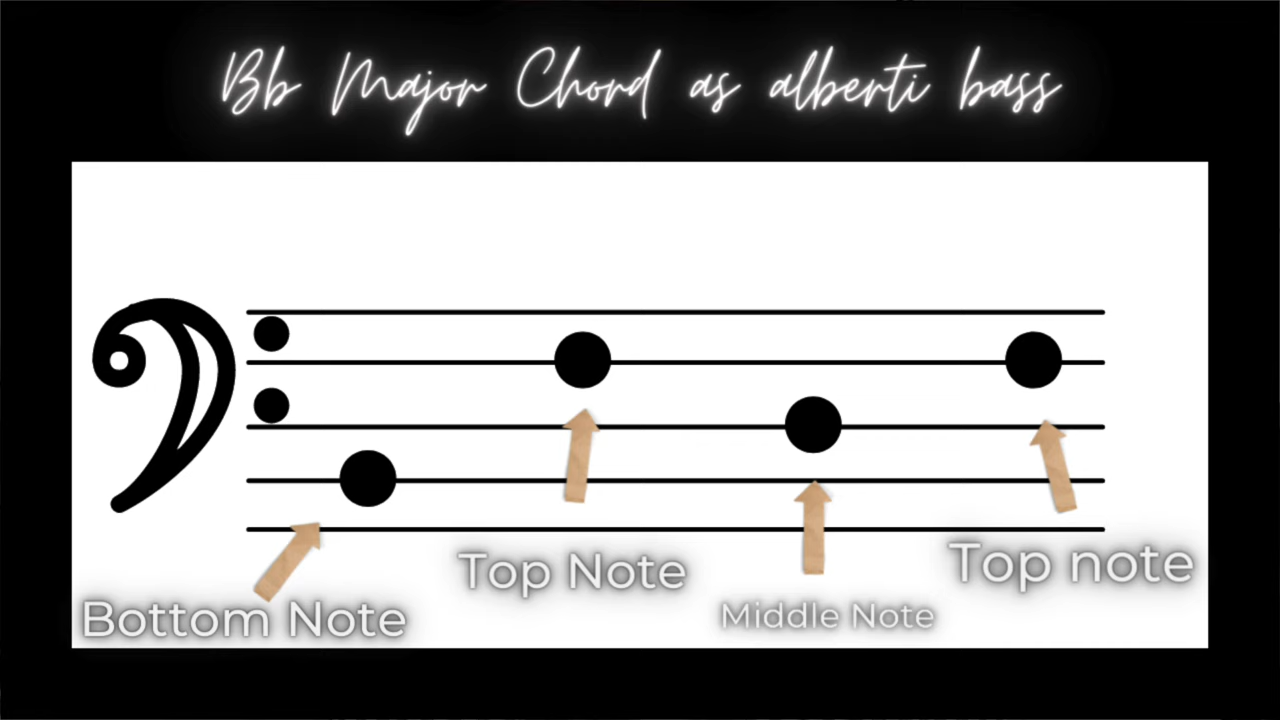 Bb Major Chord as alberti bass
Top note
Top Note
Middle Note
Bottom Note